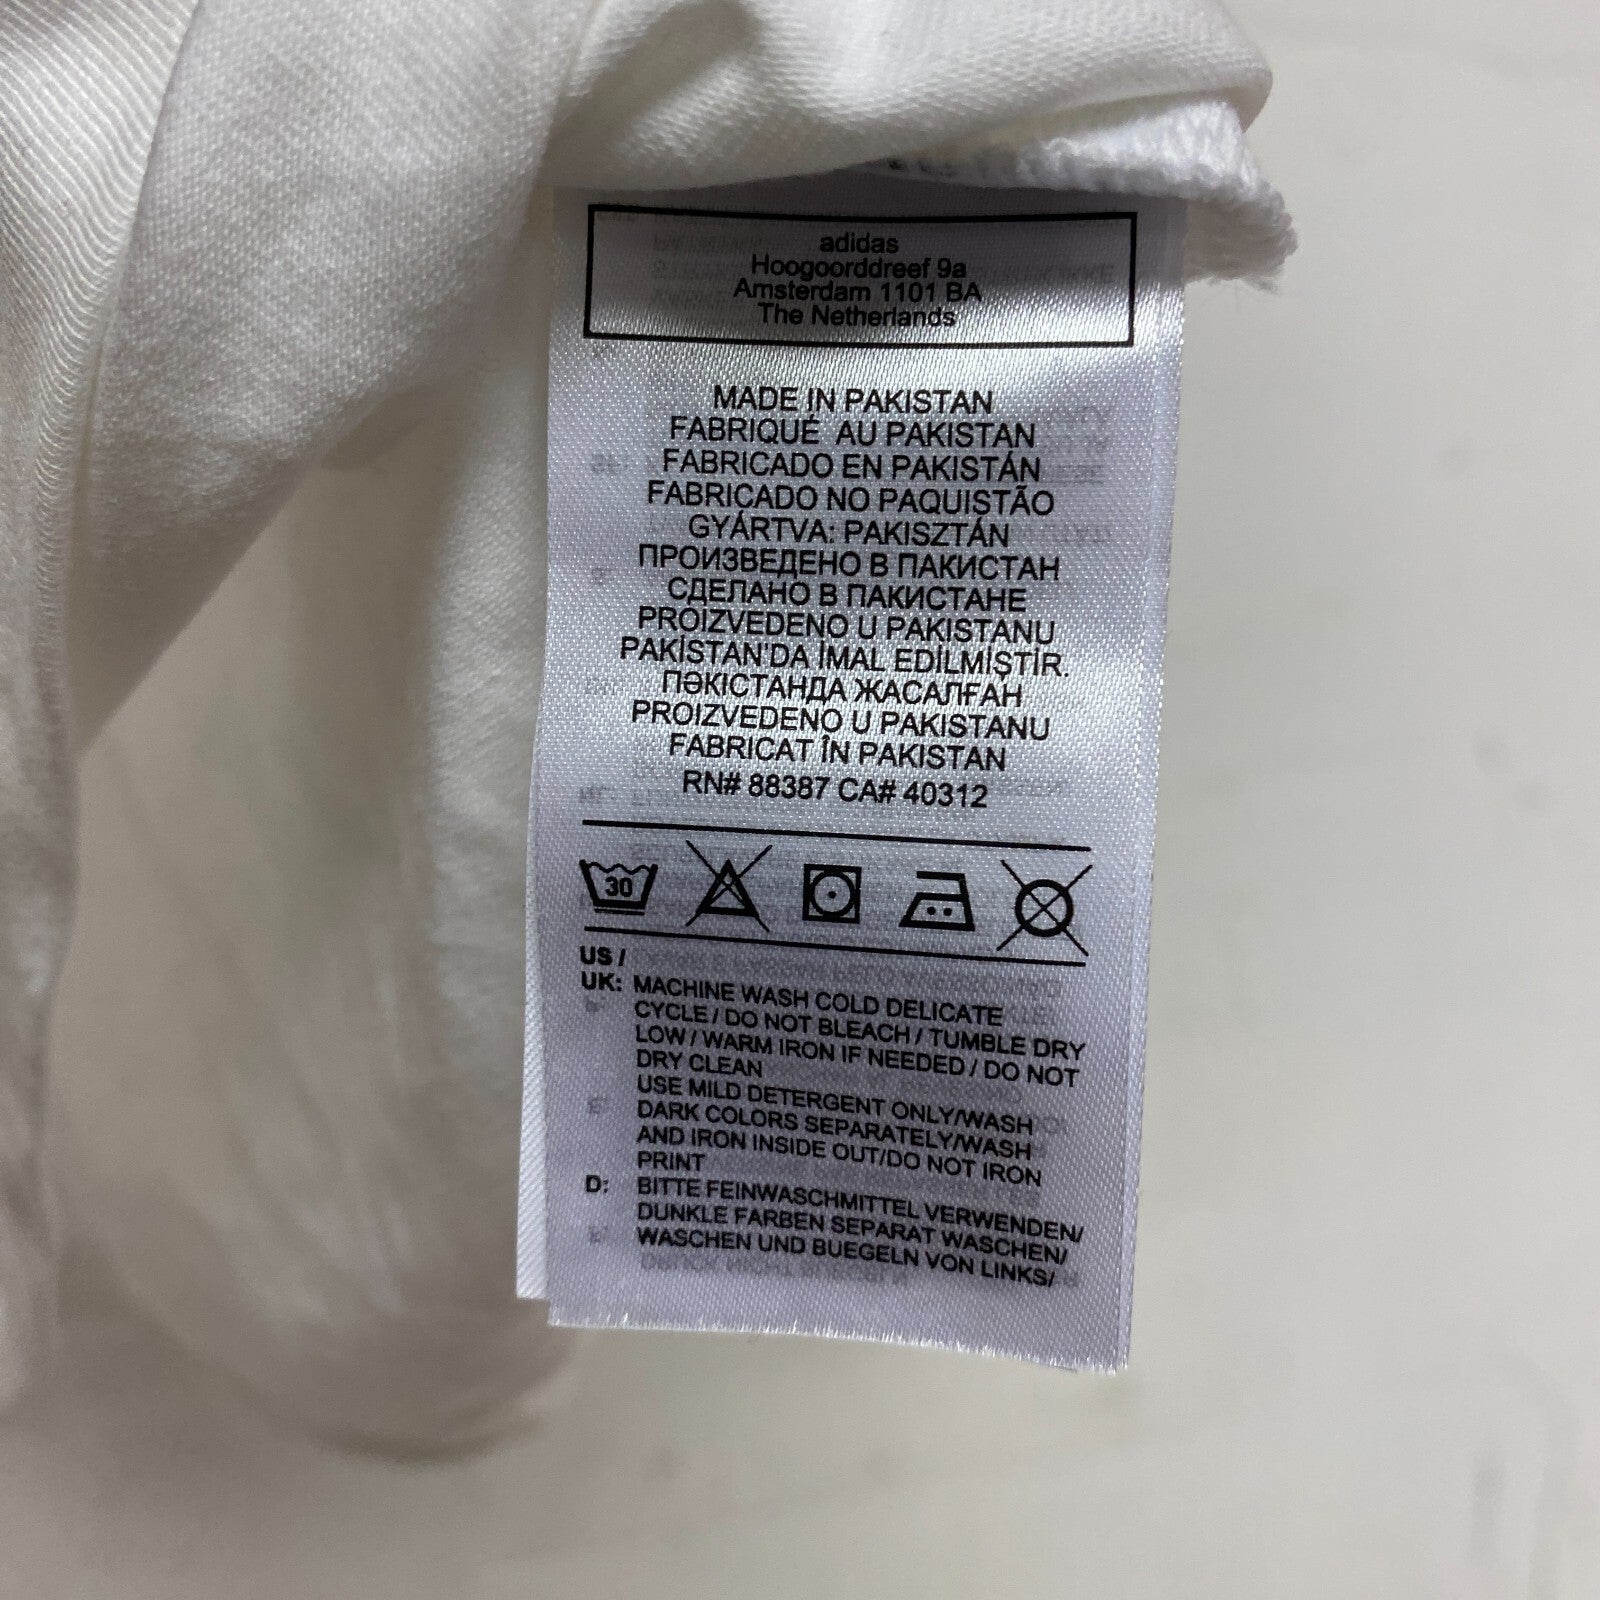 adidas
Hoogoorddreef 9a
Amsterdam 1101 BA
The Netherlands
MADE IN PAKISTAN
FABRIQUÉ AU PAKISTAN
FABRICADO EN PAKISTÁN
FABRICADO NO PAQUISTÃO
GYÁRTVA: PAKISZTÁN
ПРОИЗВЕДЕНО В ПАКИСТАН
СДЕЛАНО В ПАКИСТАНЕ
PROIZVEDENO U PAKISTANU
PAKİSTAN'DA İMAL EDİLMİŞTİR.
ПӘКІСТАНДА ЖАСАЛҒАН
PROIZVEDENO U PAKISTANU
FABRICAT ÎN PAKISTAN
RN# 88387 CA# 40312
30
US /
UK: MACHINE WASH COLD DELICATE
CYCLE / DO NOT BLEACH / TUMBLE DRY
LOW / WARM IRON IF NEEDED / DO NOT
DRY CLEAN
USE MILD DETERGENT ONLY/WASH
DARK COLORS SEPARATELY/WASH
AND IRON INSIDE OUT/DO NOT IRON
PRINT
D: BITTE FEINWASCHMITTEL VERWENDEN/
DUNKLE FARBEN SEPARAT WASCHEN/
WASCHEN UND BUEGELN VON LINKS/